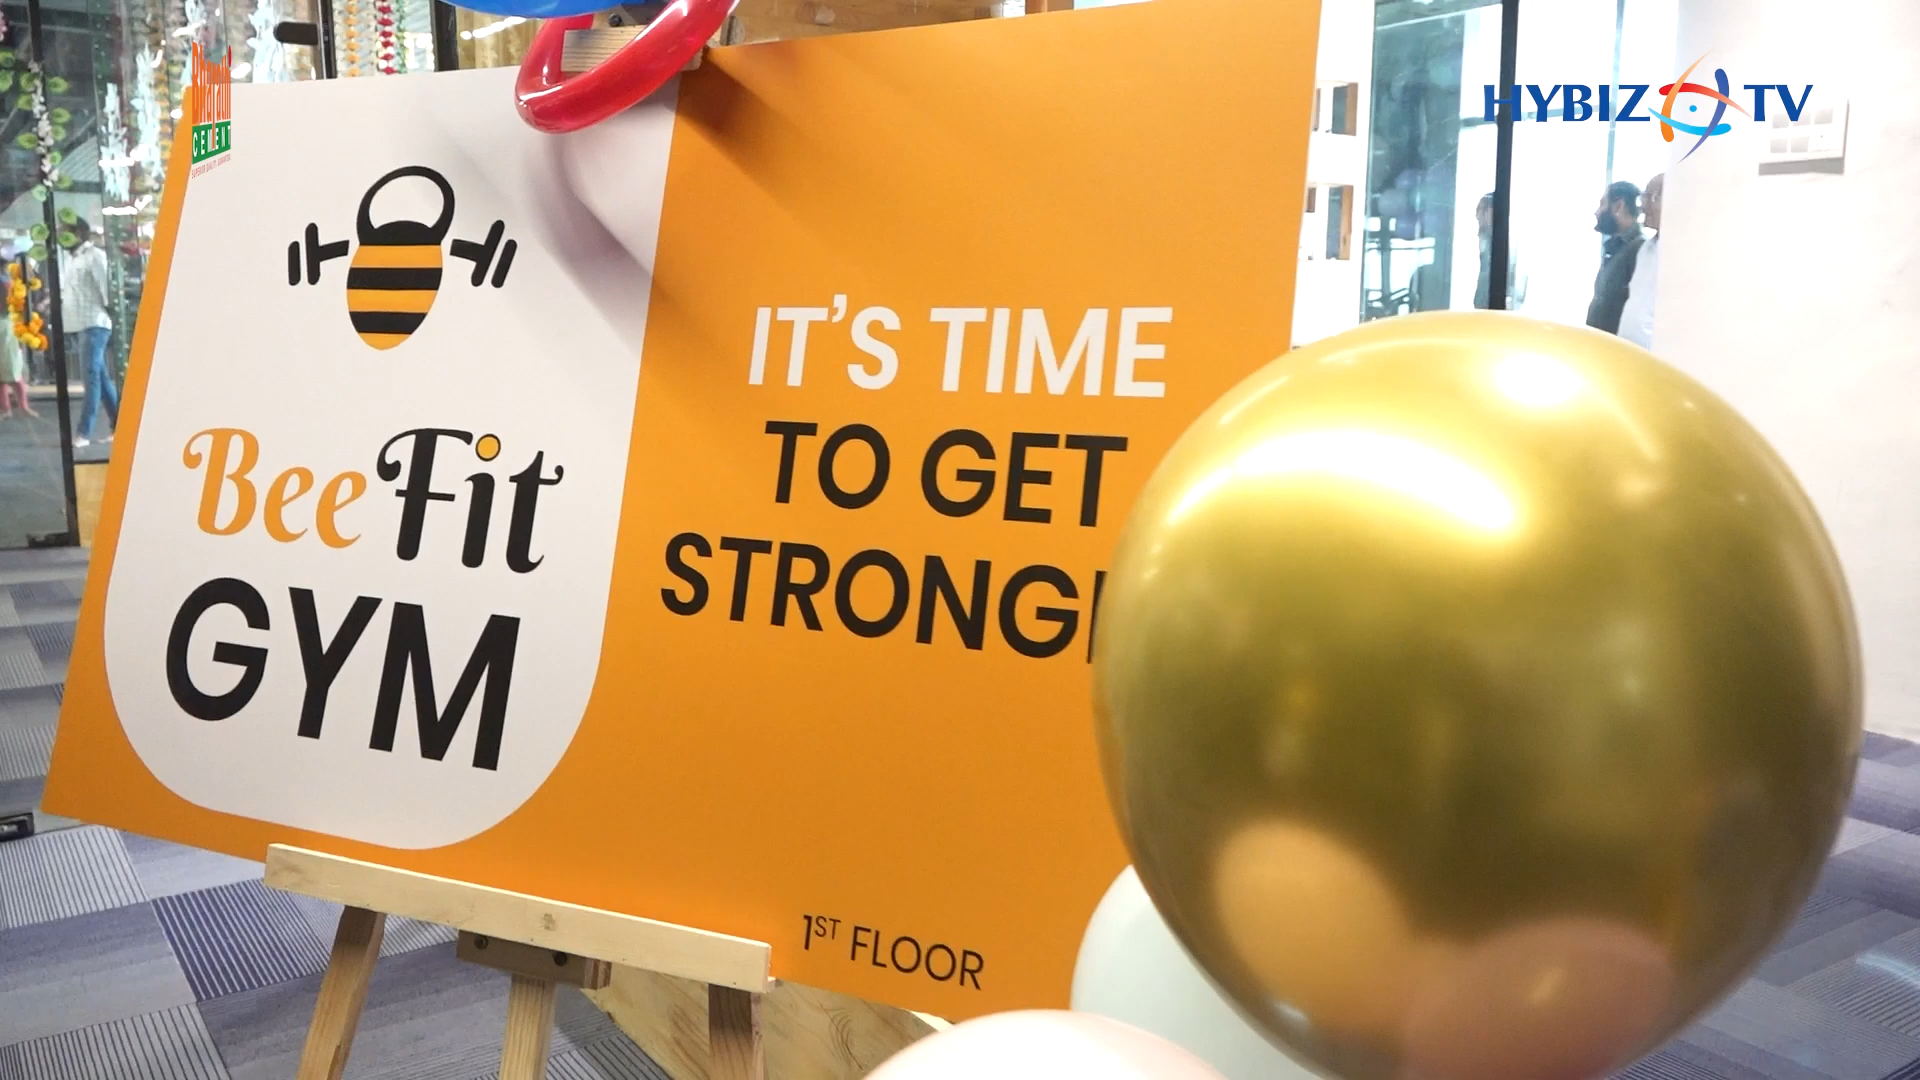 Bharathi
CEMENT
HYBIZ TV
BeeFit
GYM
IT'S TIME
TO GET
STRONG
1ST FLOOR